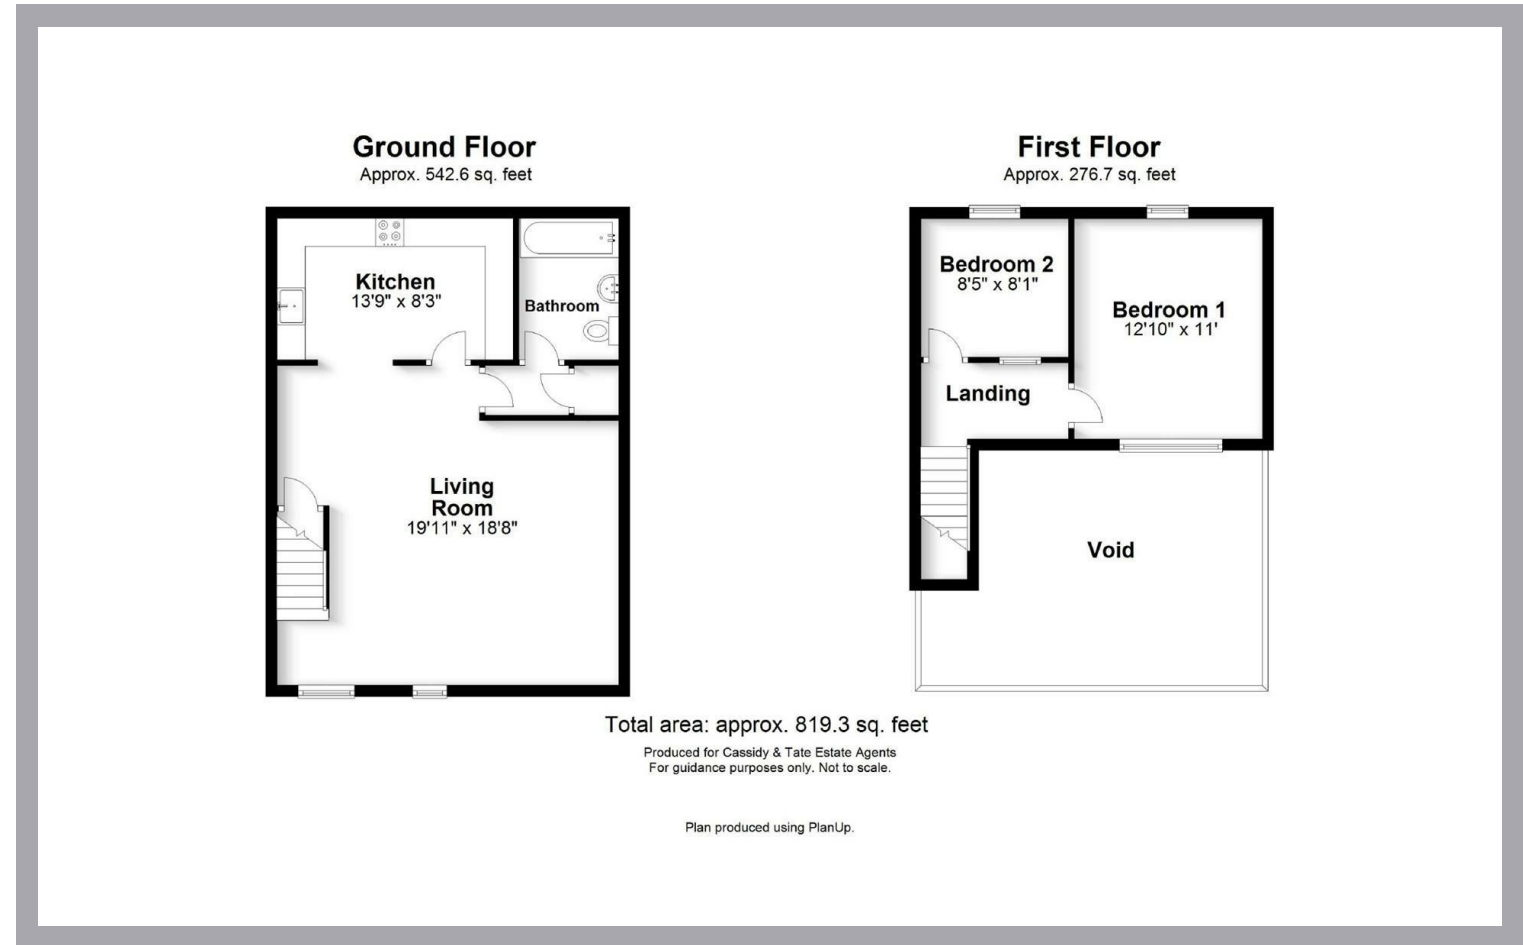 Ground Floor
Approx. 542.6 sq. feet
Kitchen
13'9" x 8'3"
Bathroom
Living
Room
19'11" x 18'8"
First Floor
Approx. 276.7 sq. feet
Bedroom 2
8'5" x 8'1"
Bedroom 1
12'10" x 11'
Landing
Void
Total area: approx. 819.3 sq. feet
Produced for Cassidy & Tate Estate Agents
For guidance purposes only. Not to scale.
Plan produced using PlanUp.